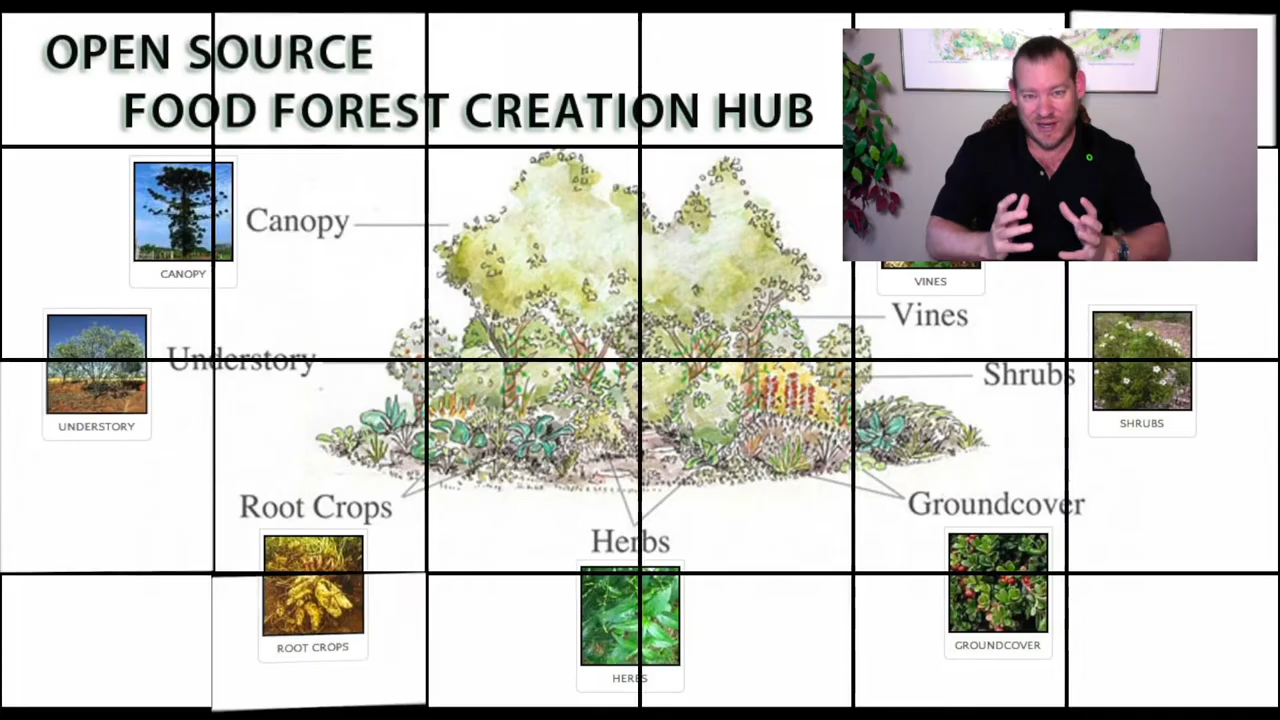 OPEN SOURCE
FOOD FOREST CREATION HUB
CANOPY
Canopy
VINES
Vines
UNDERSTORY
Understory
Shrubs
SHRUBS
Root Crops
Groundcover
Herbs
ROOT CROPS
GROUNDCOVER
HERBS